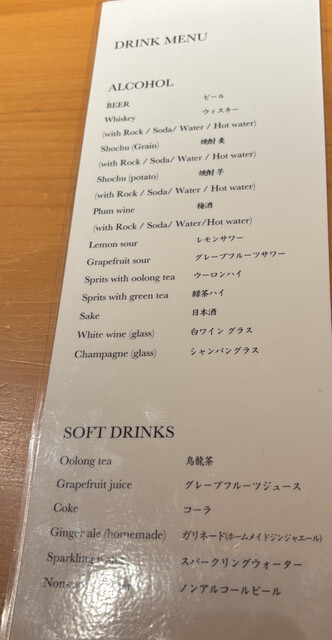 DRINK MENU
ALCOHOL
BEER ビール
Whiskey ウィスキー
(with Rock / Soda/ Water / Hot water)
Shochu (Grain) 焼酎 麦
(with Rock / Soda/ Water / Hot water)
Shochu (potato) 焼酎 芋
(with Rock / Soda/ Water / Hot water)
Plum wine 梅酒
(with Rock / Soda/ Water/Hot water)
Lemon sour レモンサワー
Grapefruit sour グレープフルーツサワー
Sprits with oolong tea ウーロンハイ
Sprits with green tea 緑茶ハイ
Sake 日本酒
White wine (glass) 白ワイン グラス
Champagne (glass) シャンパングラス
SOFT DRINKS
Oolong tea 烏龍茶
Grapefruit juice グレープフルーツジュース
Coke コーラ
Ginger ale (homemade) ガリネード(ホームメイドジンジャエール)
Sparkling スパークリングウォーター
ノンアルコールビール